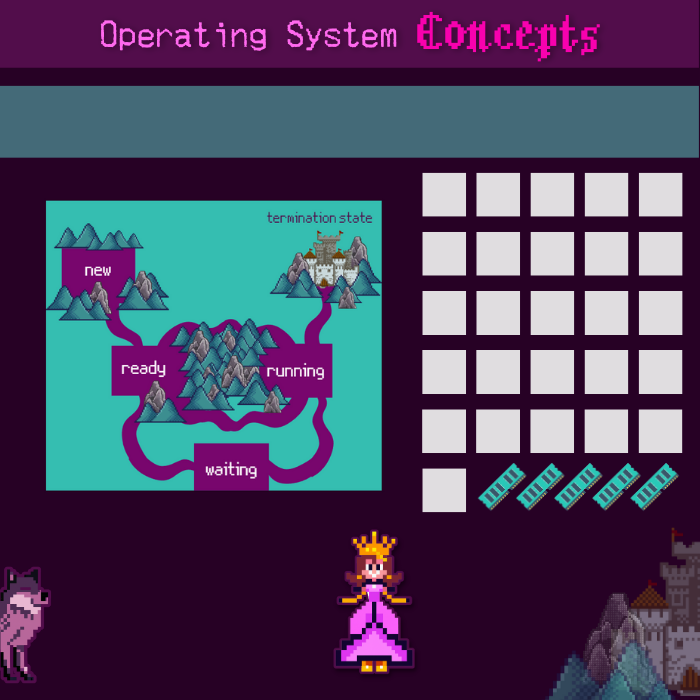 Operating System Concepts
termination state
new
ready
running
waiting